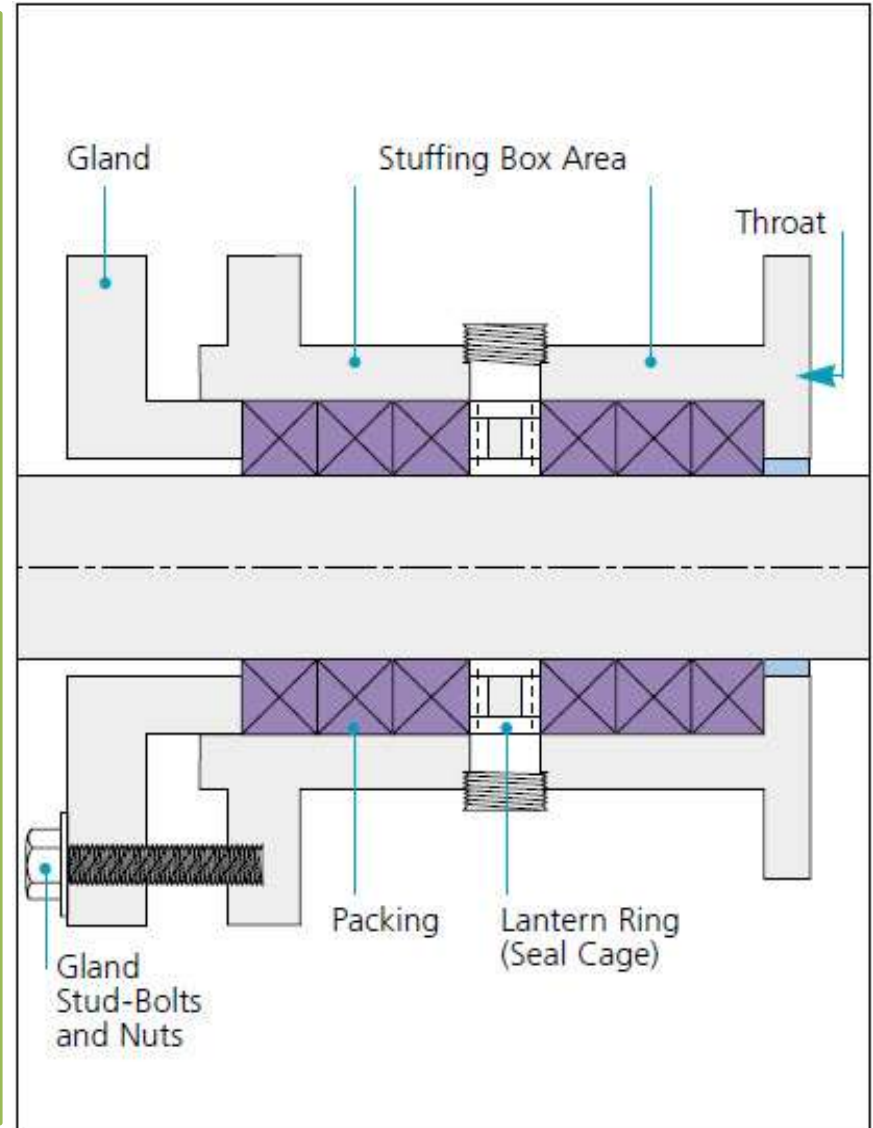 Gland
Stuffing Box Area
Throat
Packing
Lantern Ring
(Seal Cage)
Gland
Stud-Bolts
and Nuts